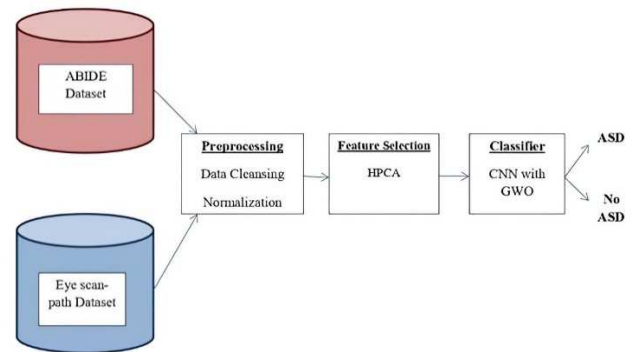 ABIDE
Dataset
Eye scan-
path Dataset
Preprocessing
Data Cleansing
Normalization
Feature Selection
HPCA
Classifier
CNN with
GWO
ASD
No
ASD